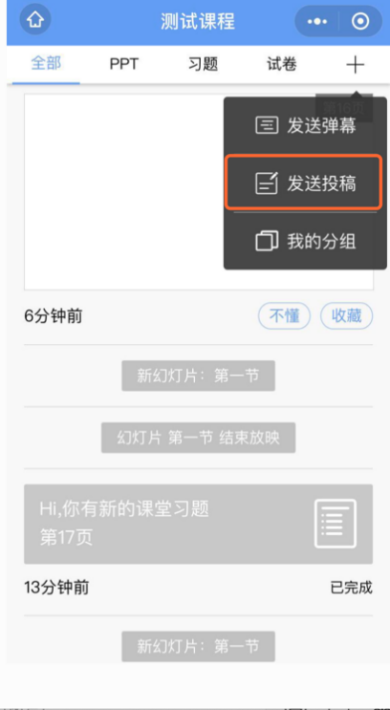 测试课程
全部 PPT 习题 试卷
发送弹幕
发送投稿
我的分组
6分钟前 不懂 收藏
新幻灯片：第一节
幻灯片 第一节 结束放映
Hi,你有新的课堂习题
第17页
13分钟前 已完成
新幻灯片：第一节